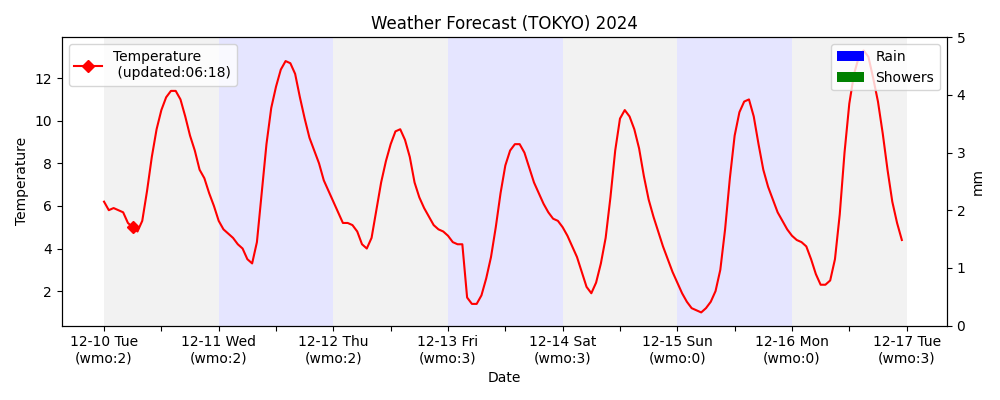 Weather Forecast (TOKYO) 2024
Temperature
(updated:06:18)
Rain
Showers
Temperature
12
10
8
6
4
2
5
4
3
2
1
0
mm
12-10 Tue
(wmo:2)
12-11 Wed
(wmo:2)
12-12 Thu
(wmo:2)
12-13 Fri
(wmo:3)
12-14 Sat
(wmo:3)
12-15 Sun
(wmo:0)
12-16 Mon
(wmo:0)
12-17 Tue
(wmo:3)
Date